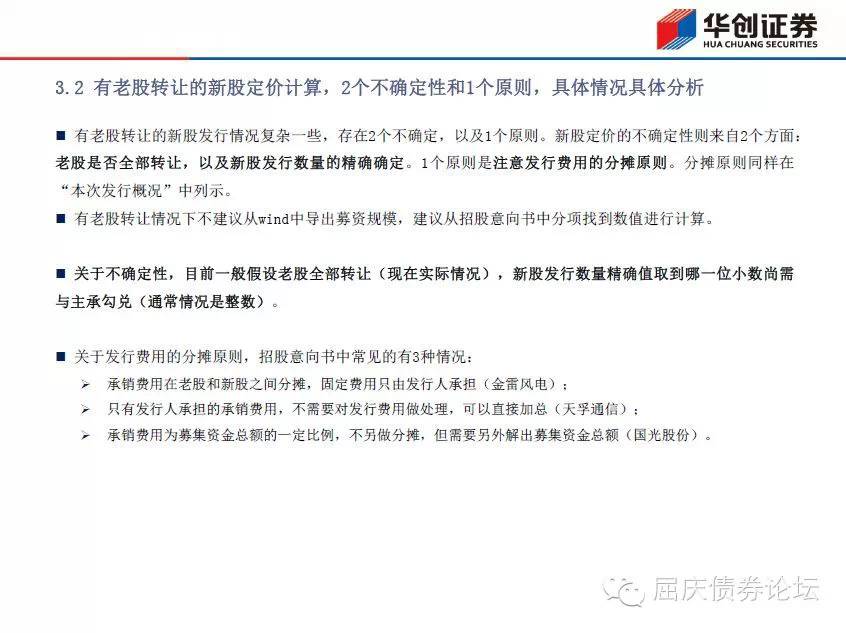 华创证券
HUA CHUANG SECURITIES
3.2 有老股转让的新股定价计算，2个不确定性和1个原则，具体情况具体分析
■ 有老股转让的新股发行情况复杂一些，存在2个不确定，以及1个原则。新股定价的不确定性则来自2个方面：
老股是否全部转让，以及新股发行数量的精确确定。1个原则是注意发行费用的分摊原则。分摊原则同样在
“本次发行概况”中列示。
■ 有老股转让情况下不建议从wind中导出募资规模，建议从招股意向书中分项找到数值进行计算。
■ 关于不确定性，目前一般假设老股全部转让（现在实际情况），新股发行数量精确值取到哪一位小数尚需
与主承勾兑（通常情况是整数）。
■ 关于发行费用的分摊原则，招股意向书中常见的有3种情况：
➢ 承销费用在老股和新股之间分摊，固定费用只由发行人承担（金雷风电）；
➢ 只有发行人承担的承销费用，不需要对发行费用做处理，可以直接加总（天孚通信）；
➢ 承销费用为募集资金总额的一定比例，不另做分摊，但需要另外解出募集资金总额（国光股份）。
屈庆债券论坛